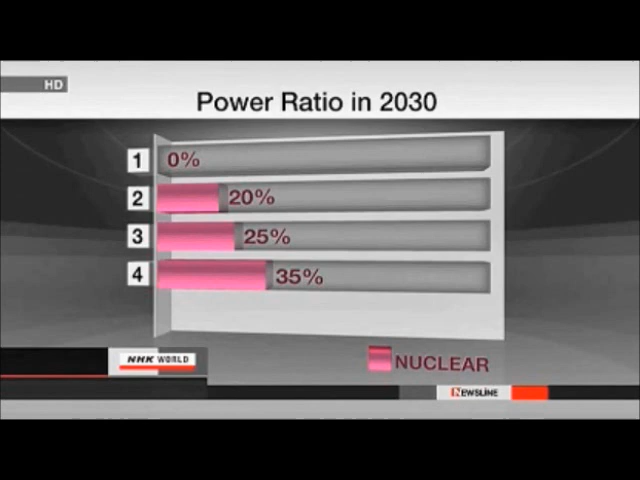 HD
Power Ratio in 2030
1 0%
2 20%
3 25%
4 35%
NHK WORLD
NUCLEAR
NEWSLINE